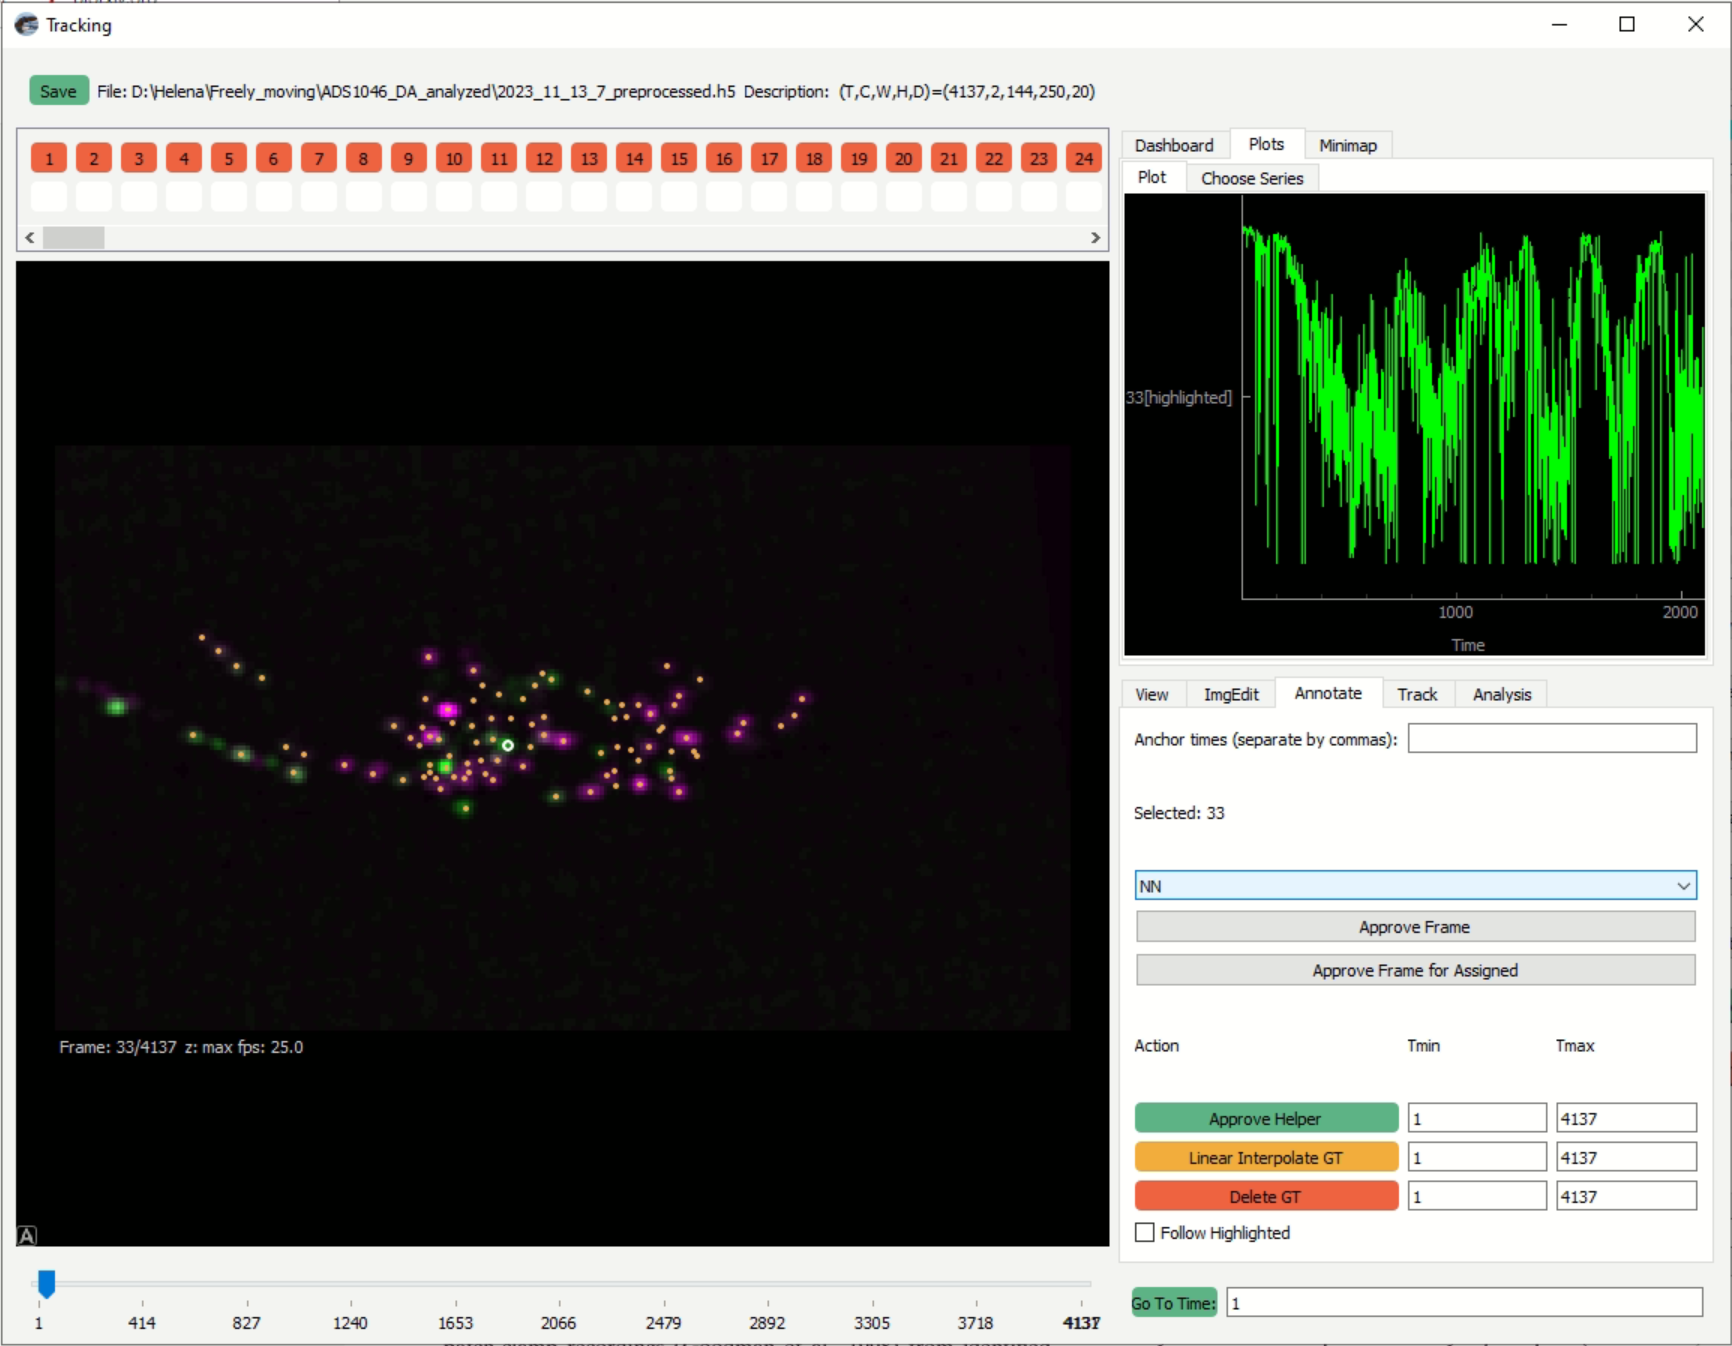 Tracking
Save File: D:\Helena\Freely_moving\ADS1046_DA_analyzed\2023_11_13_7_preprocessed.h5 Description: (T,C,W,H,D)=(4137,2,144,250,20)
1 2 3 4 5 6 7 8 9 10 11 12 13 14 15 16 17 18 19 20 21 22 23 24
Dashboard Plots Minimap
Plot Choose Series
33[highlighted]
1000 2000
Time
Frame: 33/4137 z: max fps: 25.0
A
1 414 827 1240 1653 2066 2479 2892 3305 3718
View ImgEdit Annotate Track Analysis
Anchor times (separate by commas):
Selected: 33
NN
Approve Frame
Approve Frame for Assigned
Action Tmin Tmax
Approve Helper 1 4137
Linear Interpolate GT 1 4137
Delete GT 1 4137
Follow Highlighted
Go To Time: 1